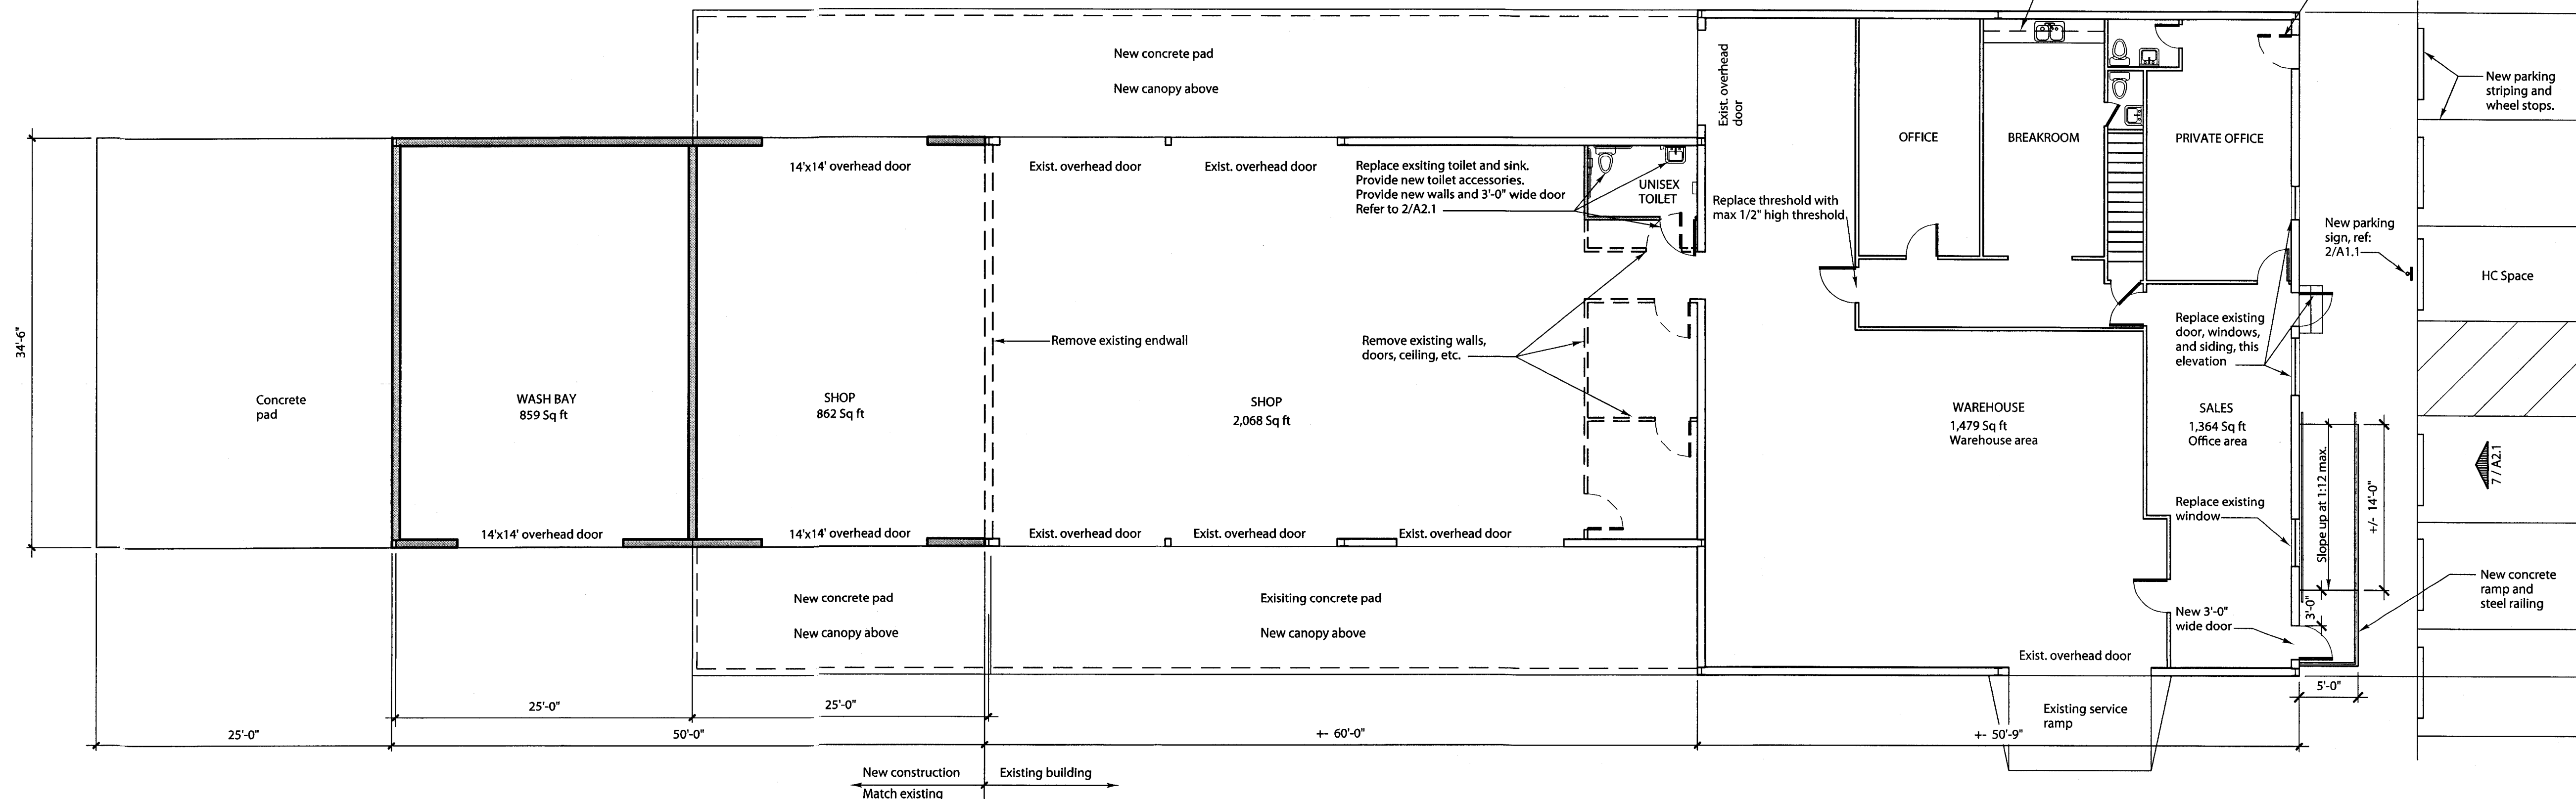 New concrete pad
New canopy above
Exist. overhead
door
OFFICE
BREAKROOM
PRIVATE OFFICE
New parking
striping and
wheel stops.
14'x14' overhead door
Exist. overhead door
Exist. overhead door
Replace exsiting toilet and sink.
Provide new toilet accessories.
Provide new walls and 3'-0" wide door
Refer to 2/A2.1
UNISEX
TOILET
Replace threshold with
max 1/2" high threshold
New parking
sign, ref:
2/A1.1
HC Space
34'-6"
Remove existing endwall
Remove existing walls,
doors, ceiling, etc.
Replace existing
door, windows,
and siding, this
elevation
Concrete
pad
WASH BAY
859 Sq ft
SHOP
862 Sq ft
SHOP
2,068 Sq ft
WAREHOUSE
1,479 Sq ft
Warehouse area
SALES
1,364 Sq ft
Office area
Slope up at 1:12 max.
+/- 14'-0"
7 / A2.1
Replace existing
window
14'x14' overhead door
14'x14' overhead door
Exist. overhead door
Exist. overhead door
Exist. overhead door
New concrete pad
New canopy above
Exisiting concrete pad
New canopy above
3'-0"
New 3'-0"
wide door
New concrete
ramp and
steel railing
Exist. overhead door
5'-0"
Existing service
ramp
25'-0"
25'-0"
25'-0"
50'-0"
+- 60'-0"
+- 50'-9"
New construction
Existing building
Match existing